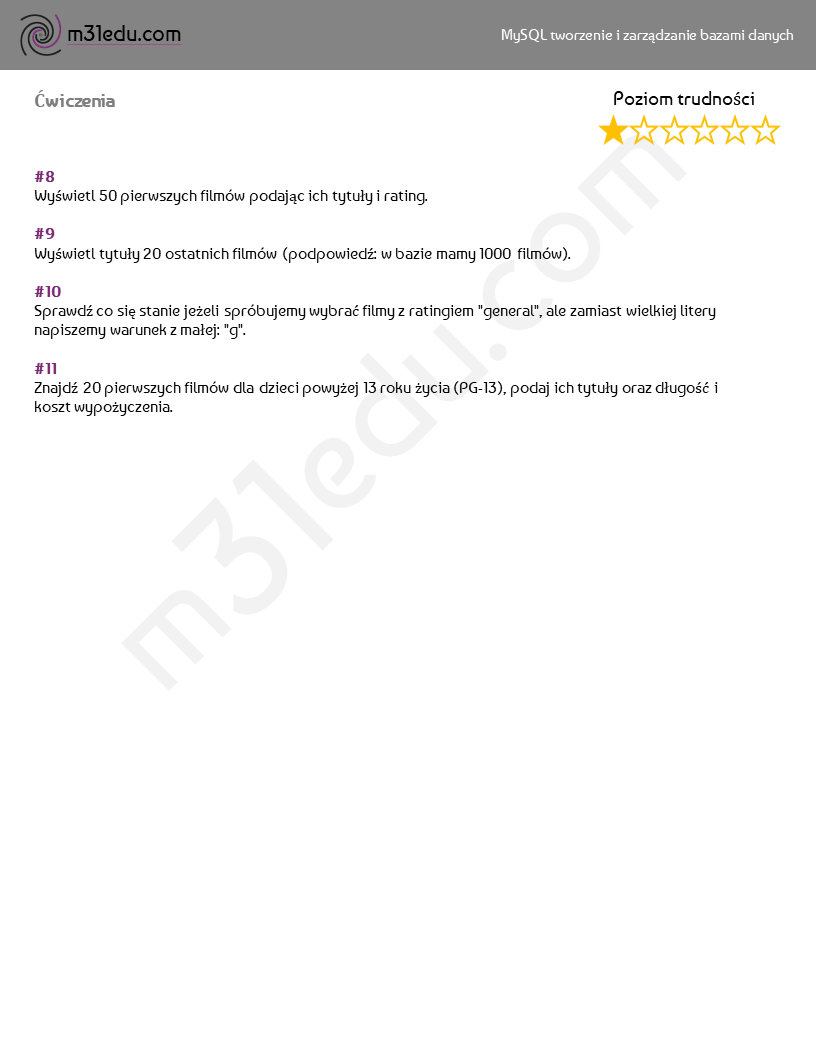 m31edu.com
MySQL tworzenie i zarządzanie bazami danych
Ćwiczenia
Poziom trudności
#8
Wyświetl 50 pierwszych filmów podając ich tytuły i rating.
#9
Wyświetl tytuły 20 ostatnich filmów (podpowiedź: w bazie mamy 1000 filmów).
#10
Sprawdź co się stanie jeżeli spróbujemy wybrać filmy z ratingiem "general", ale zamiast wielkiej litery
napiszemy warunek z małej: "g".
#11
Znajdź 20 pierwszych filmów dla dzieci powyżej 13 roku życia (PG-13), podaj ich tytuły oraz długość i
koszt wypożyczenia.
m31edu.com